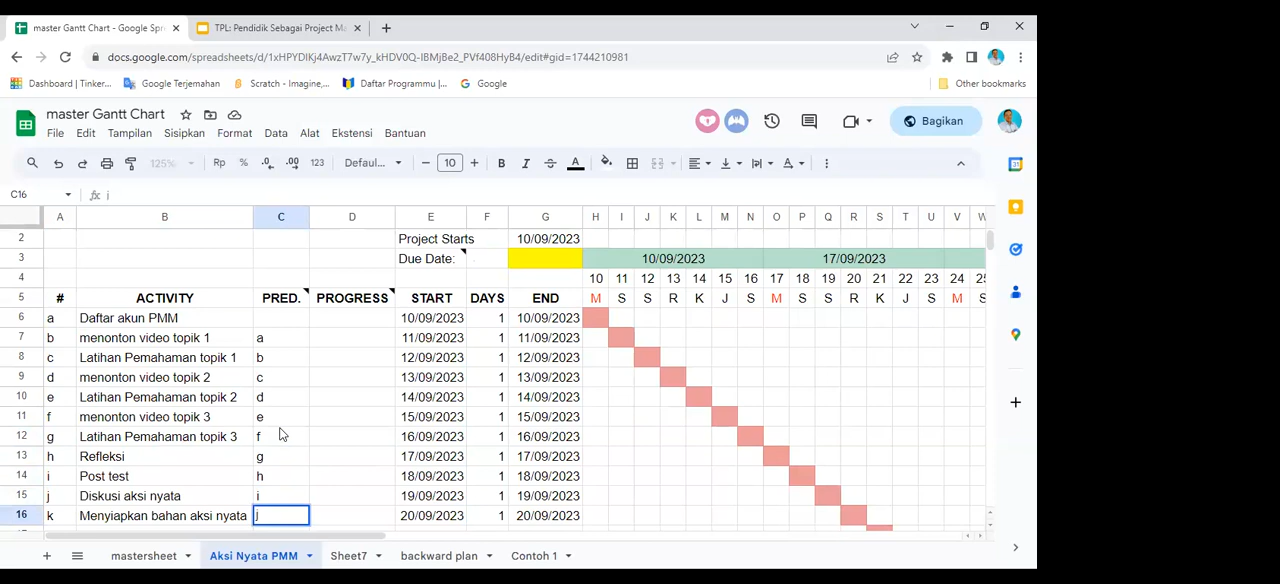 master Gantt Chart - Google Spr
TPL: Pendidik Sebagai Project Ma
docs.google.com/spreadsheets/d/1xHPYDIKj4AwzT7w7y_kHDV0Q-IBMjBe2_PVf408HyB4/edit#gid=1744210981
Dashboard | Tinker...
Google Terjemahan
Scratch - Imagine,...
Daftar Programmu |...
Google
Other bookmarks
master Gantt Chart
File Edit Tampilan Sisipkan Format Data Alat Ekstensi Bantuan
Bagikan
125% Rp % .0 .00 123 Defaul... 10 B I A
C16 fx i
A B C D E F G H I J K L M N O P Q R S T U V W
2 Project Starts 10/09/2023
3 Due Date: 10/09/2023 17/09/2023
4 10 11 12 13 14 15 16 17 18 19 20 21 22 23 24 25
5 # ACTIVITY PRED. PROGRESS START DAYS END M S S R K J S M S S R K J S M S
6 a Daftar akun PMM 10/09/2023 1 10/09/2023
7 b menonton video topik 1 a 11/09/2023 1 11/09/2023
8 c Latihan Pemahaman topik 1 b 12/09/2023 1 12/09/2023
9 d menonton video topik 2 c 13/09/2023 1 13/09/2023
10 e Latihan Pemahaman topik 2 d 14/09/2023 1 14/09/2023
11 f menonton video topik 3 e 15/09/2023 1 15/09/2023
12 g Latihan Pemahaman topik 3 f 16/09/2023 1 16/09/2023
13 h Refleksi g 17/09/2023 1 17/09/2023
14 i Post test h 18/09/2023 1 18/09/2023
15 j Diskusi aksi nyata i 19/09/2023 1 19/09/2023
16 k Menyiapkan bahan aksi nyata j 20/09/2023 1 20/09/2023
mastersheet Aksi Nyata PMM Sheet7 backward plan Contoh 1